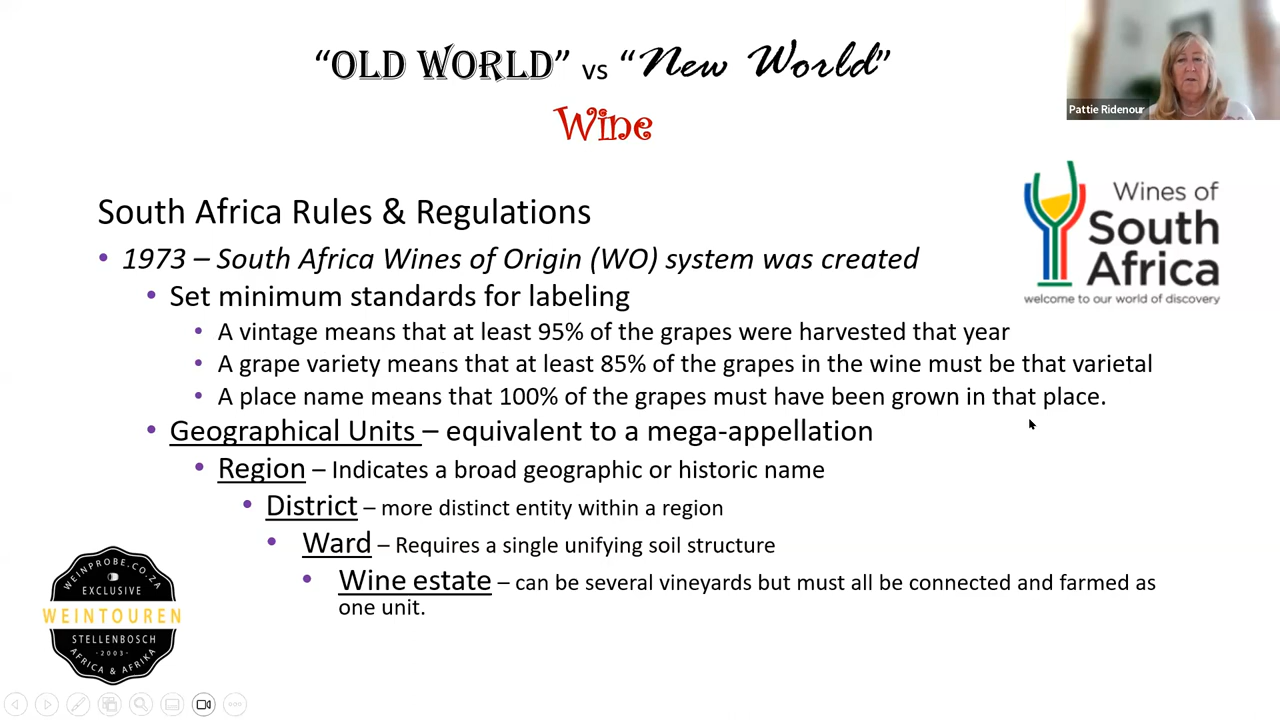 “OLD WORLD” vs “New World”
Pattie Ridenour
Wine
Wines of
South
Africa
welcome to our world of discovery
South Africa Rules & Regulations
• 1973 – South Africa Wines of Origin (WO) system was created
• Set minimum standards for labeling
• A vintage means that at least 95% of the grapes were harvested that year
• A grape variety means that at least 85% of the grapes in the wine must be that varietal
• A place name means that 100% of the grapes must have been grown in that place.
• Geographical Units – equivalent to a mega-appellation
• Region – Indicates a broad geographic or historic name
• District – more distinct entity within a region
• Ward – Requires a single unifying soil structure
• Wine estate – can be several vineyards but must all be connected and farmed as
one unit.
WEINPROBE.CO.ZA
EXCLUSIVE
WEINTOUREN
STELLENBOSCH
·2003·
AFRICA & AFRIKA